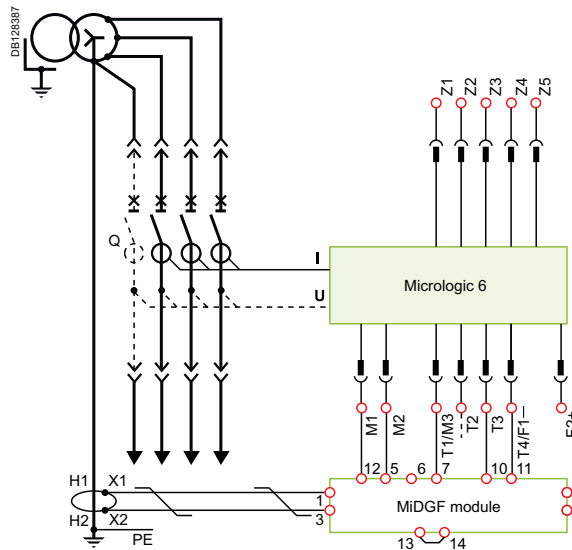 DB128387
Z1
Z2
Z3
Z4
Z5
Q
I
U
Micrologic 6
M1
M2
T1/M3
T2
T3
T4/F1—
F2+
H1
X1
H2
X2
PE
12
5
6
7
10
11
1
3
MiDGF module
13
14